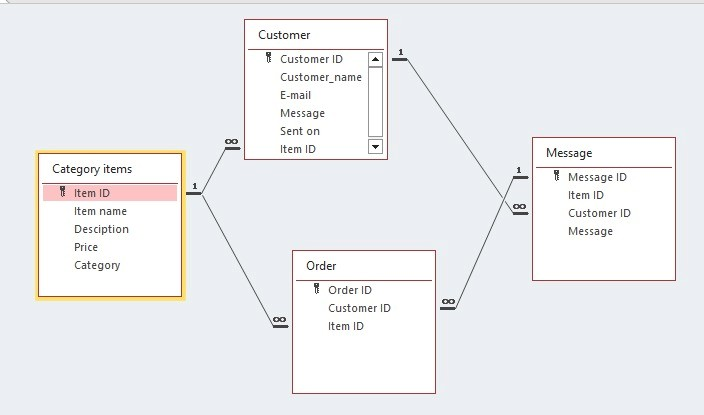 Customer
Customer ID
Customer_name
E-mail
Message
Sent on
Item ID
1
∞
Category items
Item ID
Item name
Desciption
Price
Category
1
∞
Message
Message ID
Item ID
Customer ID
Message
1
∞
Order
Order ID
Customer ID
Item ID
∞